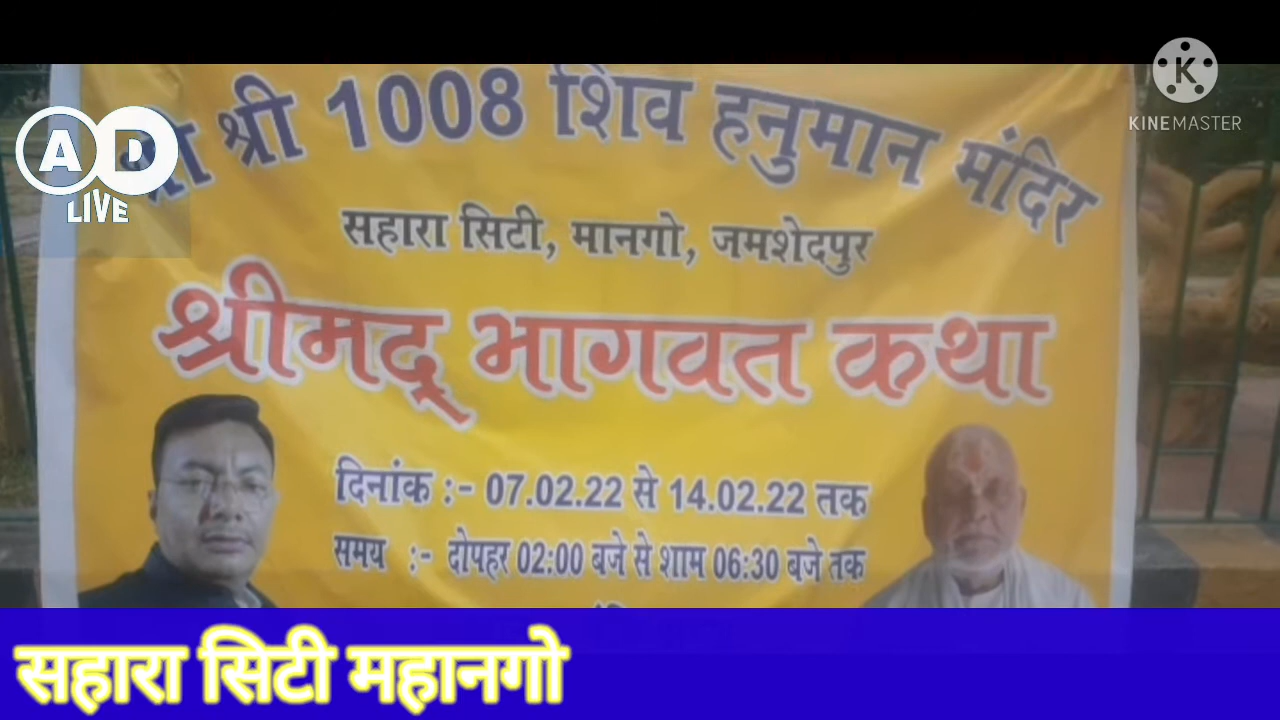 श्री श्री 1008 शिव हनुमान मंदिर
सहारा सिटी, मानगो, जमशेदपुर
श्रीमद् भागवत कथा
दिनांक :- 07.02.22 से 14.02.22 तक
समय :- दोपहर 02:00 बजे से शाम 06:30 बजे तक
AD
LIVE
K
KINEMASTER
सहारा सिटी महानगो